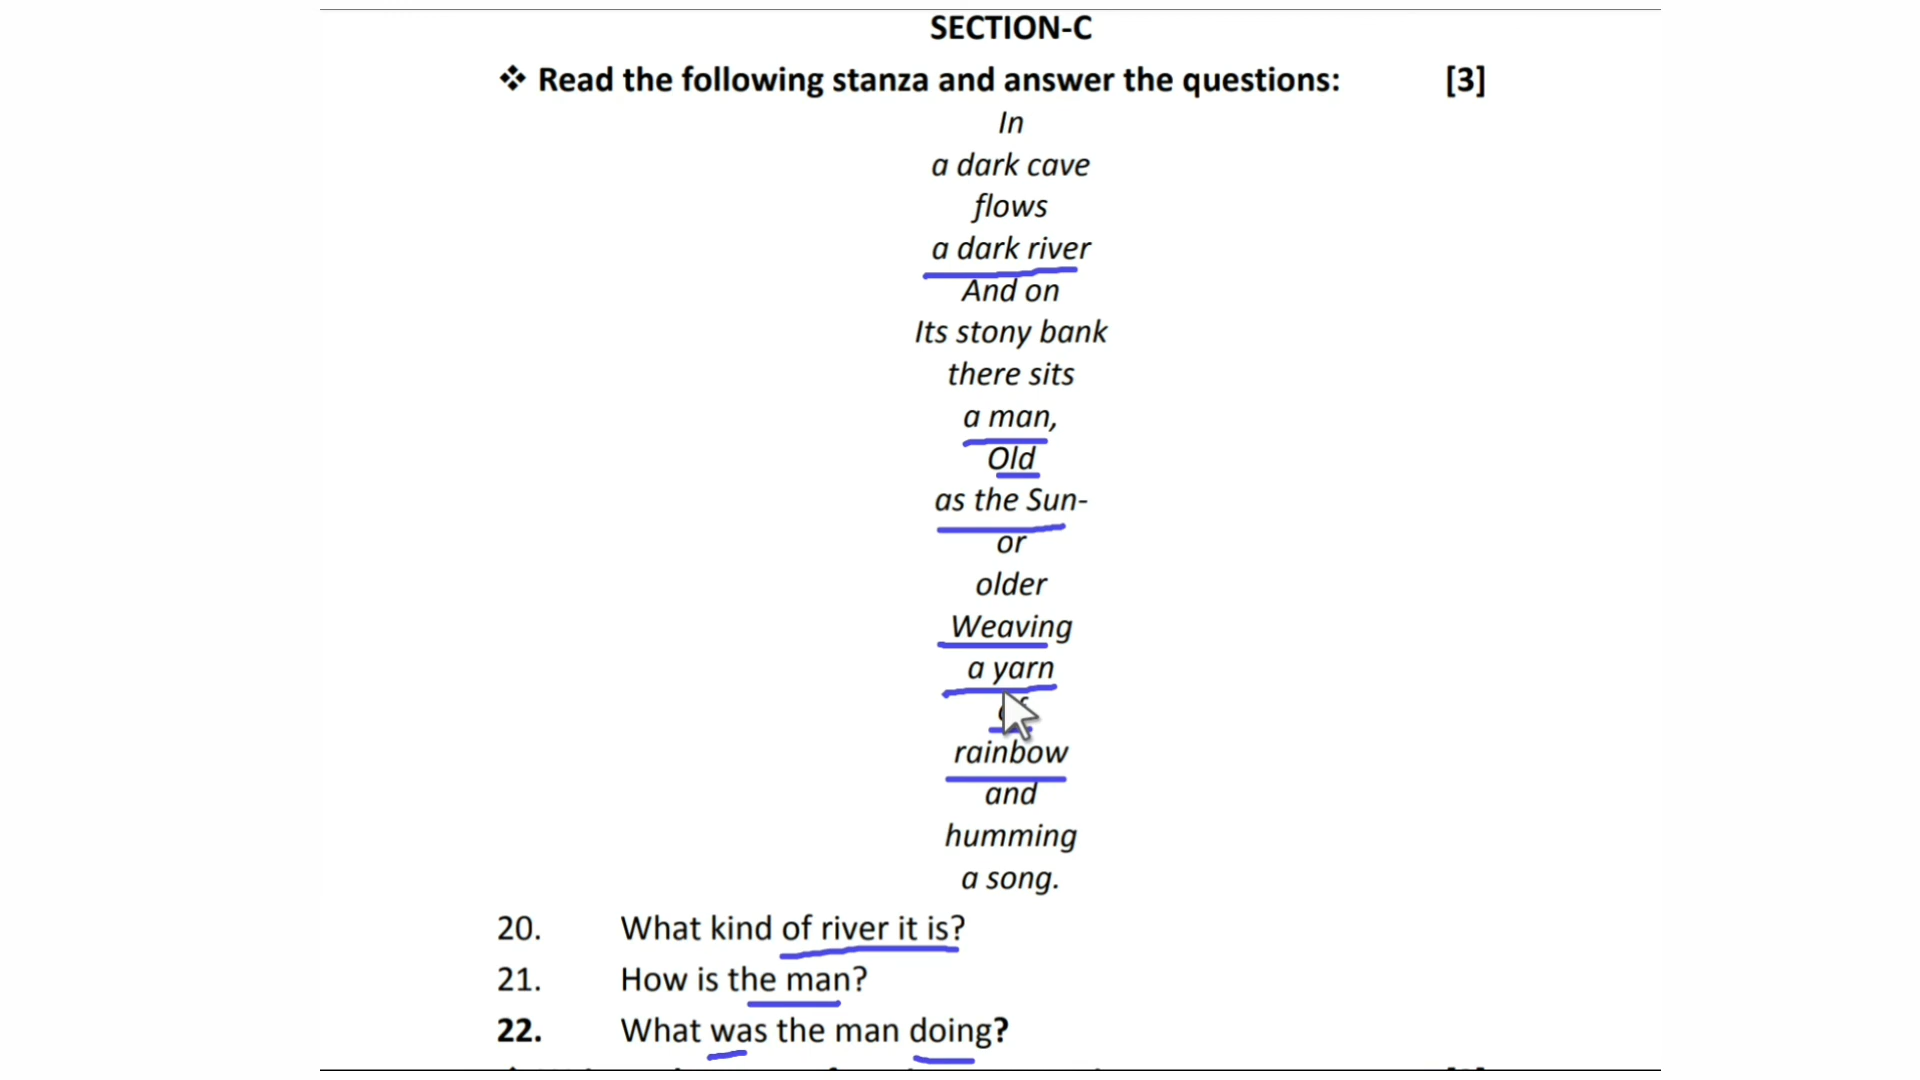 SECTION-C
❖ Read the following stanza and answer the questions: [3]
In
a dark cave
flows
a dark river
And on
Its stony bank
there sits
a man,
Old
as the Sun-
or
older
Weaving
a yarn
rainbow
and
humming
a song.
20. What kind of river it is?
21. How is the man?
22. What was the man doing?